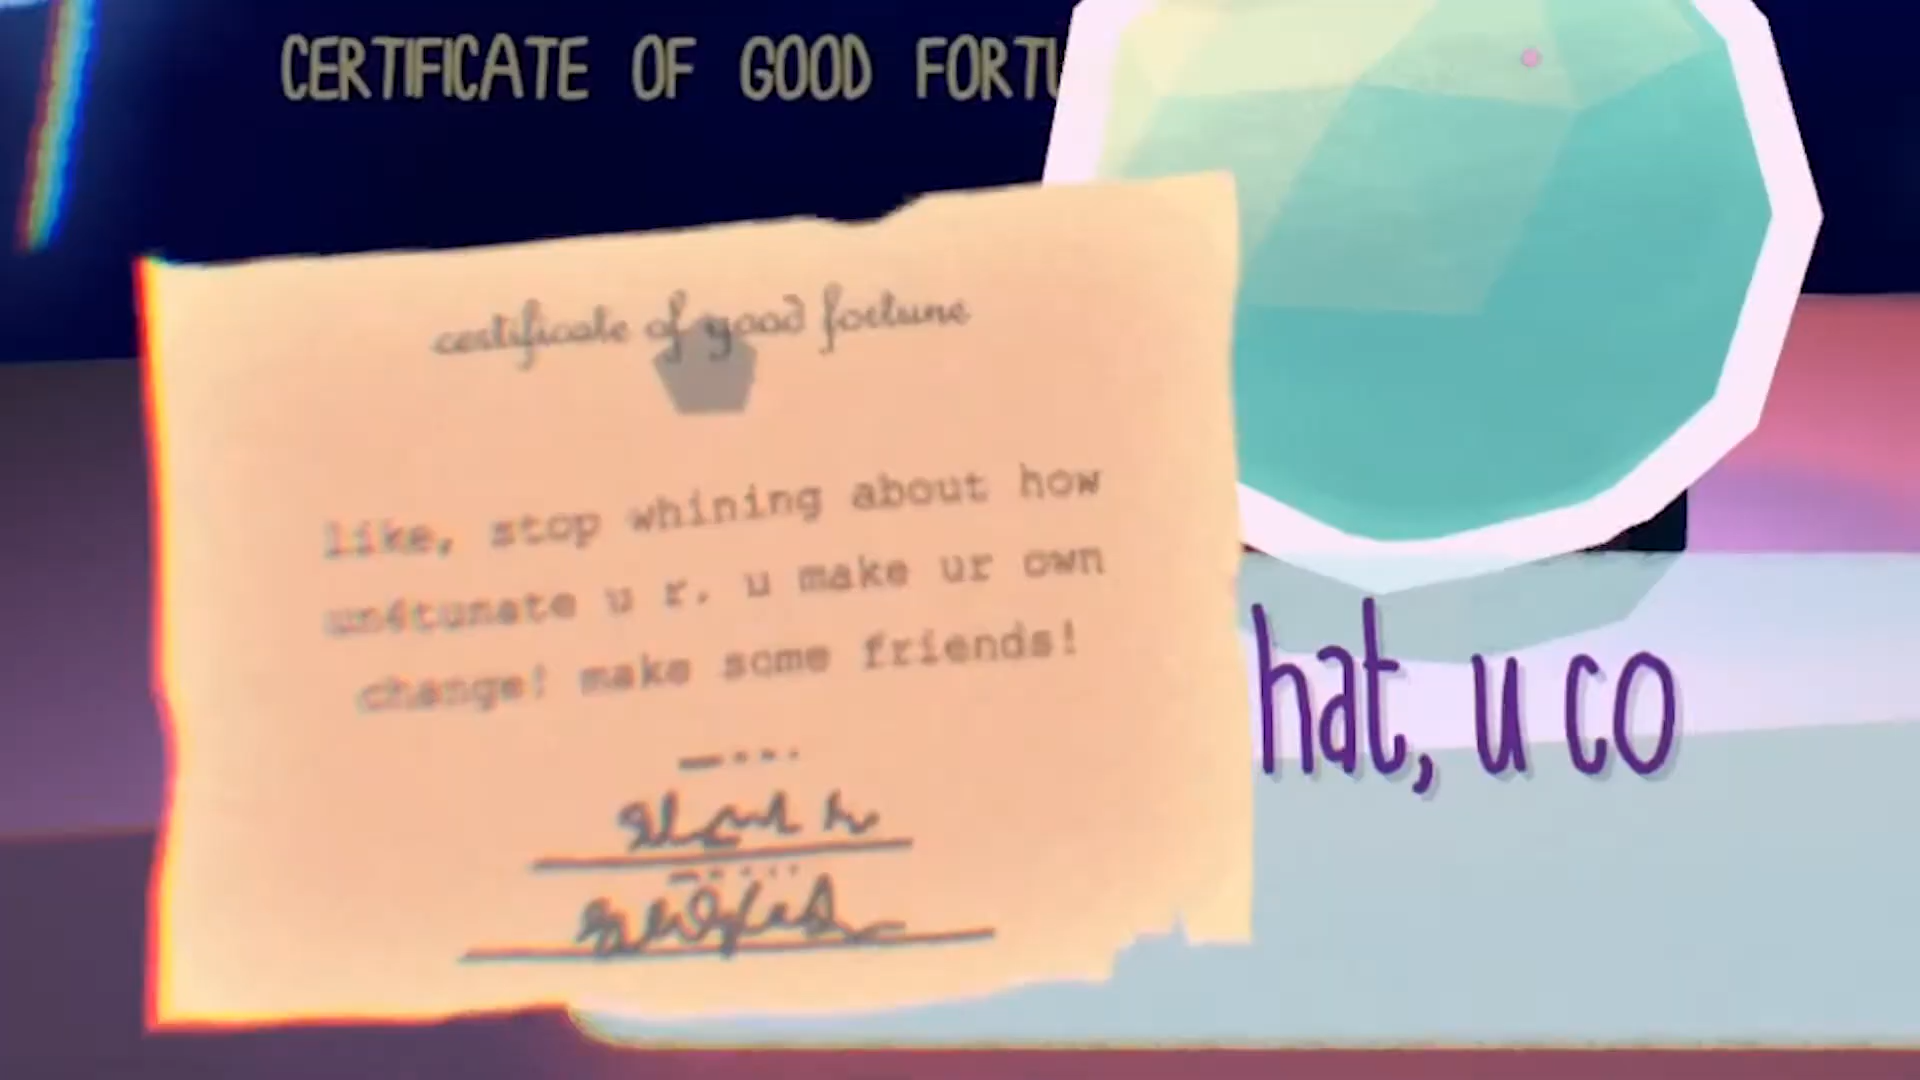 CERTIFICATE OF GOOD FORTU
certificate of good fortune
like, stop whining about how
un4tunate u r. u make ur own
change! make some friends!
hat, u co